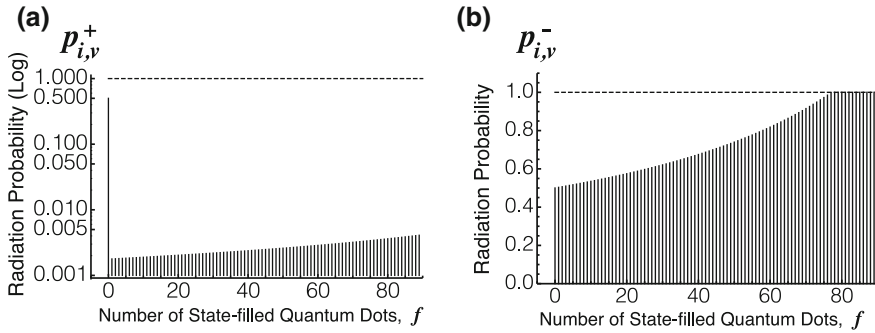 (a)
p⁺ᵢ,ᵥ
Radiation Probability (Log)
1.000
0.500
0.100
0.050
0.010
0.005
0.001
0 20 40 60 80
Number of State-filled Quantum Dots, f
(b)
p⁻ᵢ,ᵥ
Radiation Probability
1.0
0.8
0.6
0.4
0.2
0.0
0 20 40 60 80
Number of State-filled Quantum Dots, f